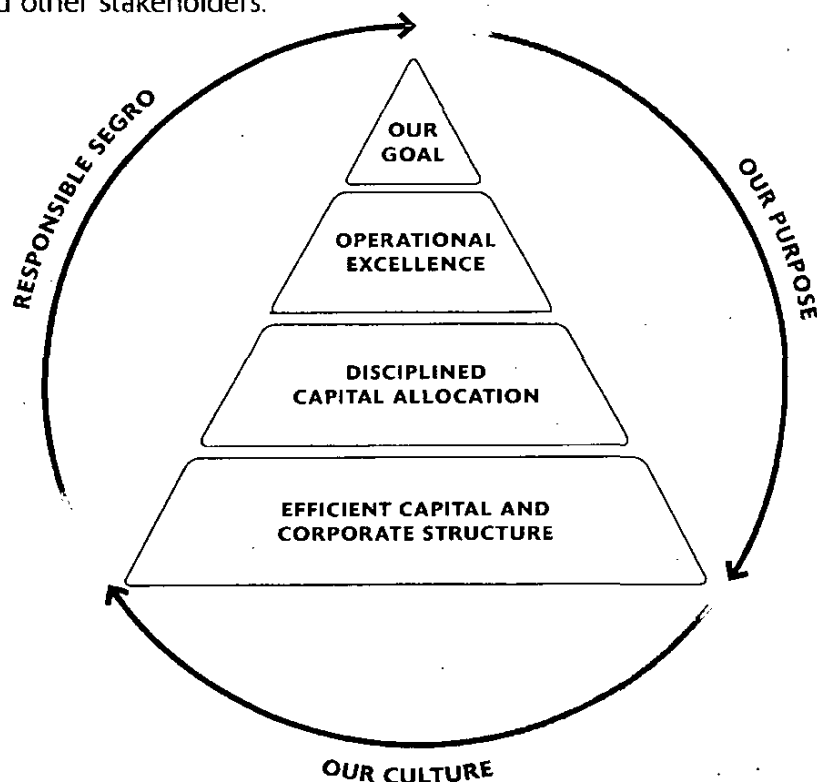 other stakeholders.
RESPONSIBLE SEGRO
OUR PURPOSE
OUR
GOAL
OPERATIONAL
EXCELLENCE
DISCIPLINED
CAPITAL ALLOCATION
EFFICIENT CAPITAL AND
CORPORATE STRUCTURE
OUR CULTURE